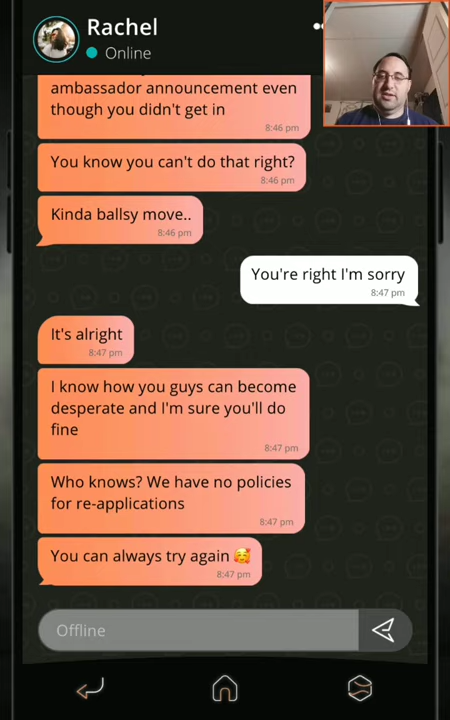 Rachel
Online
ambassador announcement even
though you didn't get in
8:46 pm
You know you can't do that right?
8:46 pm
Kinda ballsy move..
8:46 pm
You're right I'm sorry
8:47 pm
It's alright
8:47 pm
I know how you guys can become
desperate and I'm sure you'll do
fine
8:47 pm
Who knows? We have no policies
for re-applications
8:47 pm
You can always try again 🥰
8:47 pm
Offline